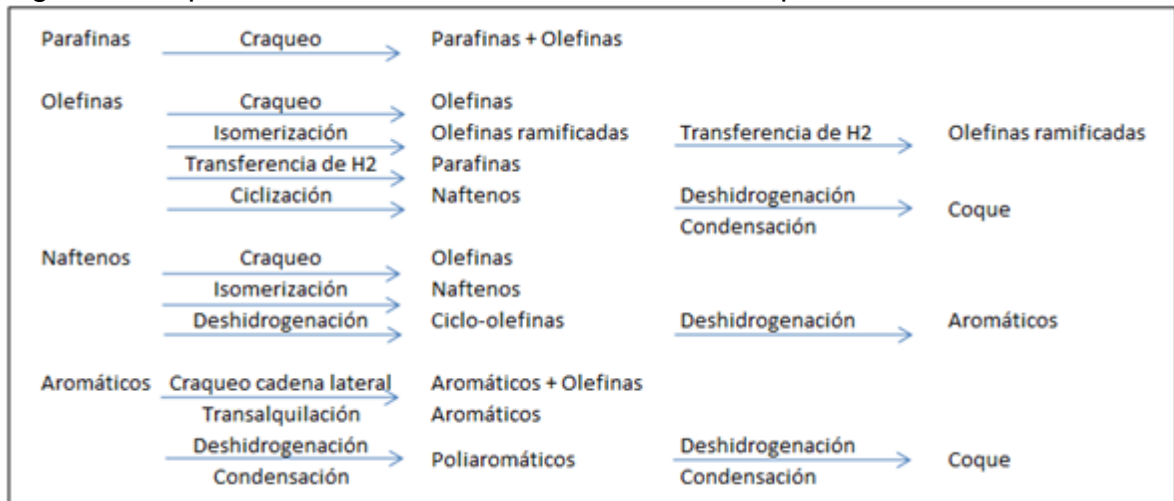 Parafinas Craqueo Parafinas + Olefinas
Olefinas Craqueo Olefinas
Isomerización Olefinas ramificadas Transferencia de H2 Olefinas ramificadas
Transferencia de H2 Parafinas
Ciclización Naftenos Deshidrogenación
Condensación Coque
Naftenos Craqueo Olefinas
Isomerización Naftenos
Deshidrogenación Ciclo-olefinas Deshidrogenación Aromáticos
Aromáticos Craqueo cadena lateral Aromáticos + Olefinas
Transalquilación Aromáticos
Deshidrogenación Poliaromáticos Deshidrogenación Coque
Condensación Condensación